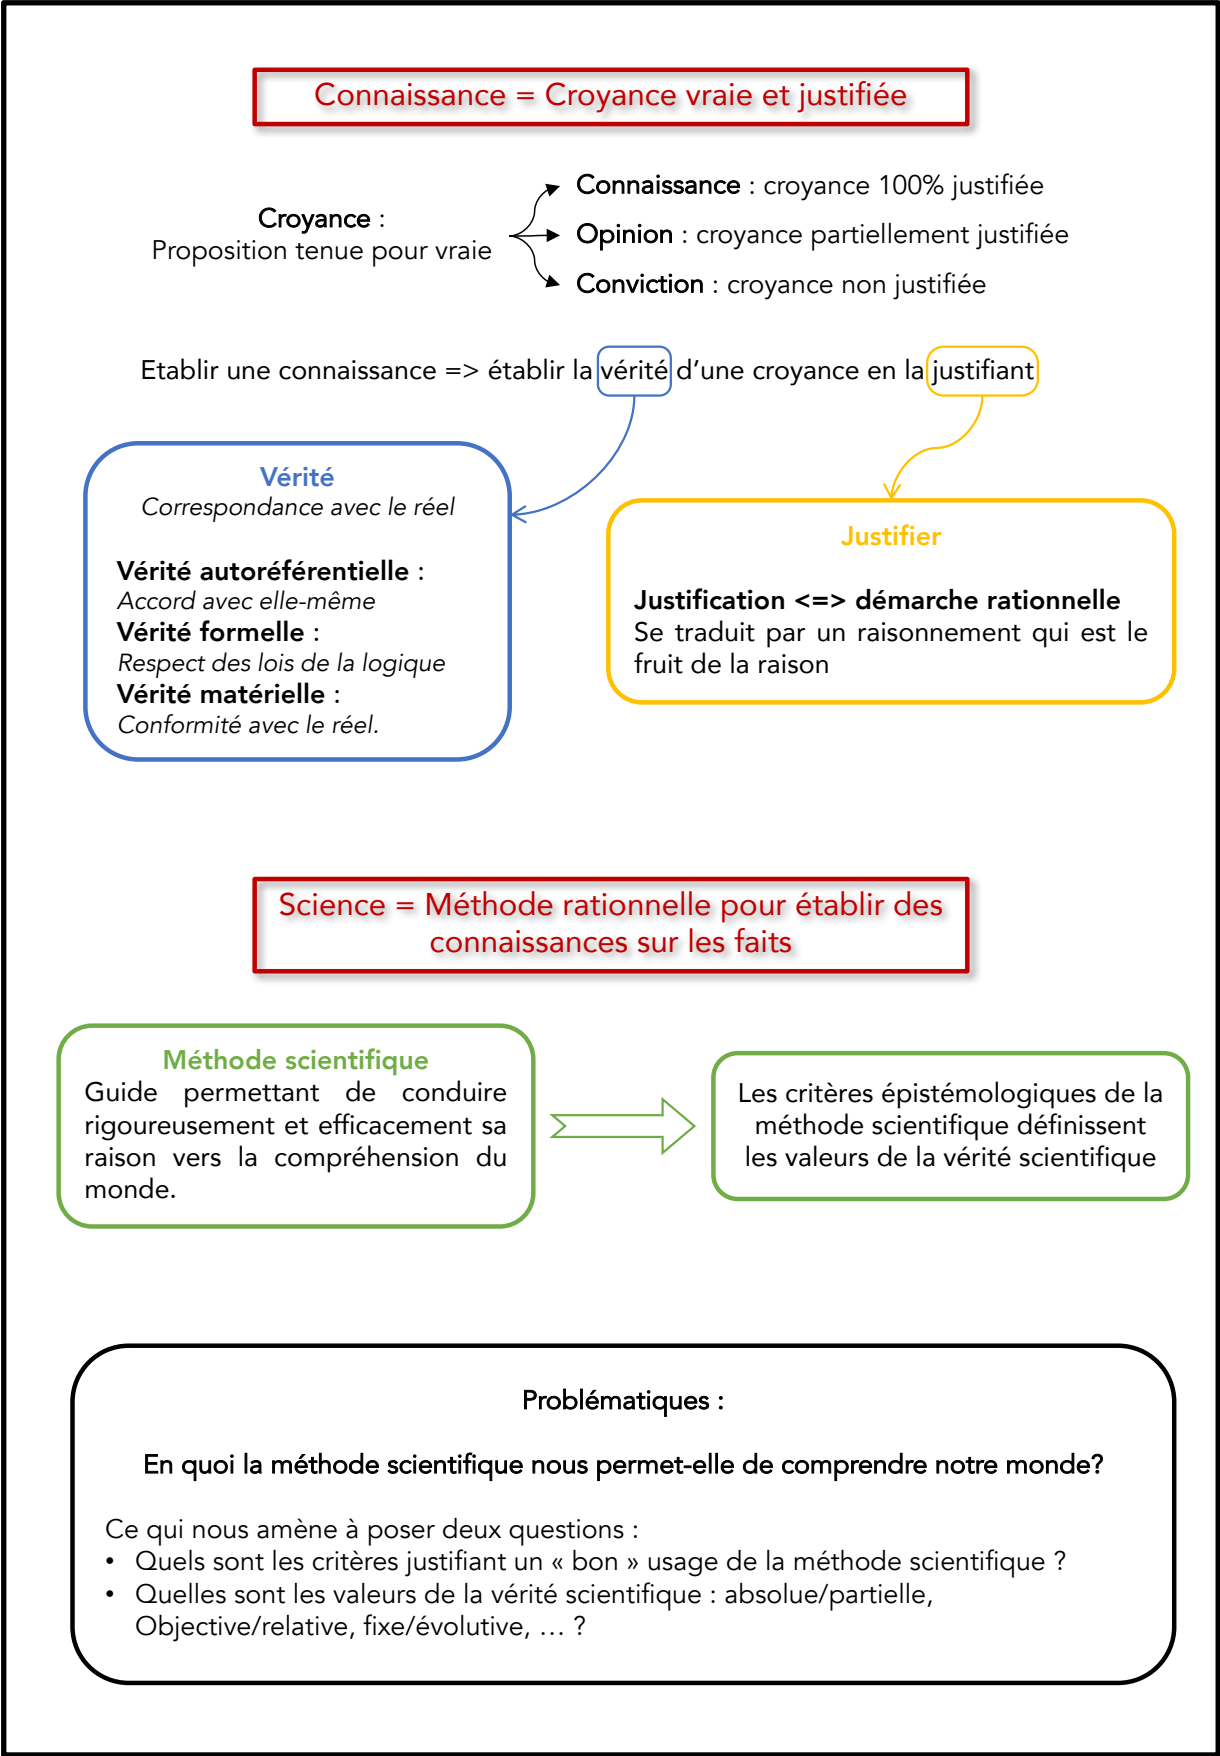 Connaissance = Croyance vraie et justifiée
Croyance :
Proposition tenue pour vraie
Connaissance : croyance 100% justifiée
Opinion : croyance partiellement justifiée
Conviction : croyance non justifiée
Etablir une connaissance => établir la vérité d’une croyance en la justifiant
Vérité
Correspondance avec le réel
Vérité autoréférentielle :
Accord avec elle-même
Vérité formelle :
Respect des lois de la logique
Vérité matérielle :
Conformité avec le réel.
Justifier
Justification <=> démarche rationnelle
Se traduit par un raisonnement qui est le
fruit de la raison
Science = Méthode rationnelle pour établir des
connaissances sur les faits
Méthode scientifique
Guide permettant de conduire
rigoureusement et efficacement sa
raison vers la compréhension du
monde.
Les critères épistémologiques de la
méthode scientifique définissent
les valeurs de la vérité scientifique
Problématiques :
En quoi la méthode scientifique nous permet-elle de comprendre notre monde?
Ce qui nous amène à poser deux questions :
• Quels sont les critères justifiant un « bon » usage de la méthode scientifique ?
• Quelles sont les valeurs de la vérité scientifique : absolue/partielle,
Objective/relative, fixe/évolutive, … ?